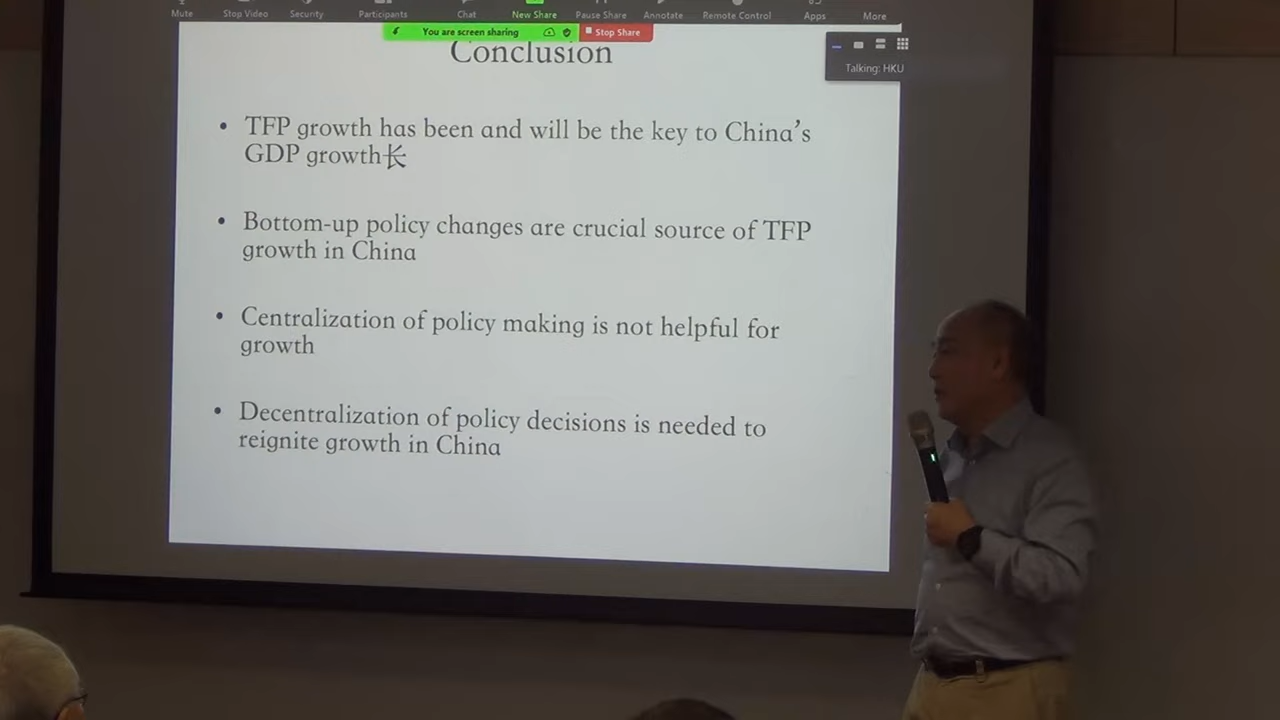 Mute Stop Video Security Participants Chat New Share Pause Share Annotate Remote Control Apps More
You are screen sharing Stop Share
Talking: HKU
Conclusion
• TFP growth has been and will be the key to China's
GDP growth长
• Bottom-up policy changes are crucial source of TFP
growth in China
• Centralization of policy making is not helpful for
growth
• Decentralization of policy decisions is needed to
reignite growth in China